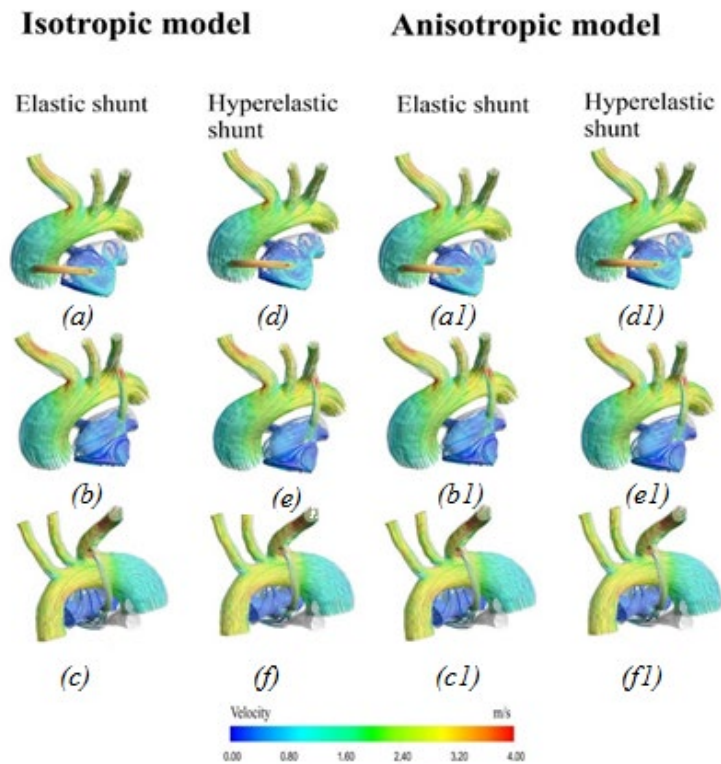 Isotropic model Anisotropic model
Elastic shunt Hyperelastic shunt Elastic shunt Hyperelastic shunt
(a) (d) (a1) (d1)
(b) (e) (b1) (e1)
(c) (f) (c1) (f1)
Velocity m/s
0.00 0.80 1.60 2.40 3.20 4.00